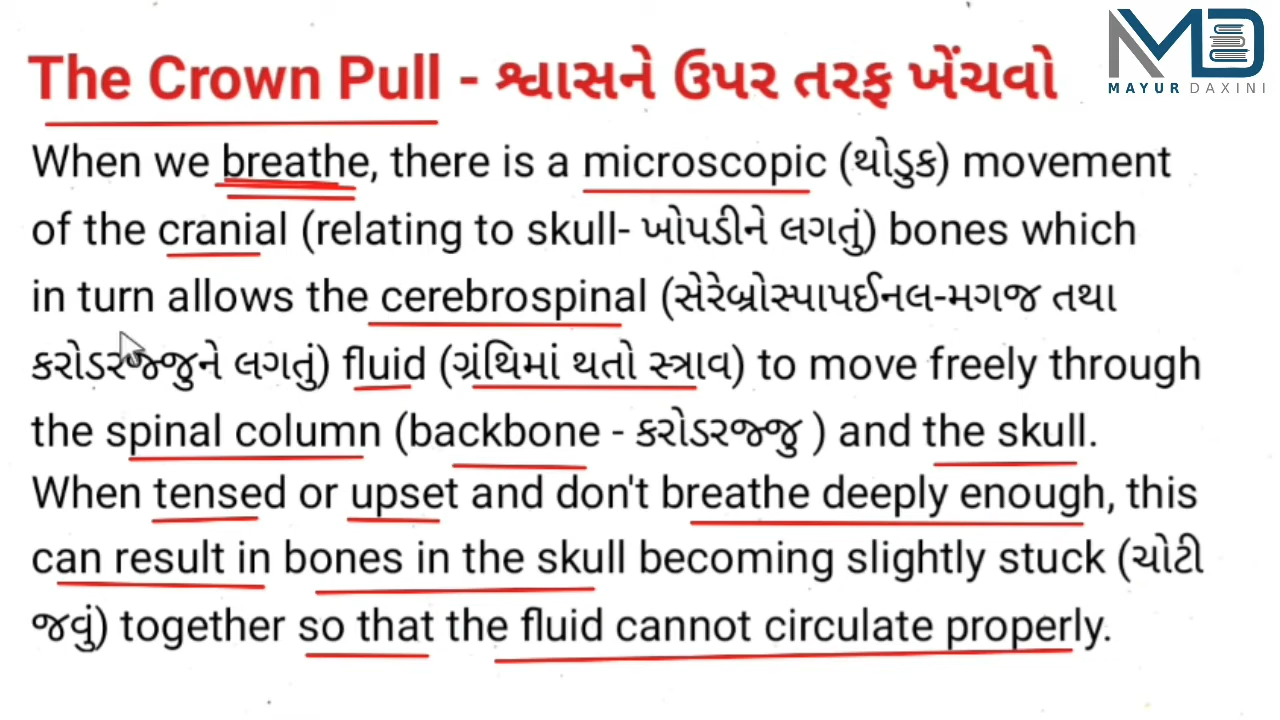 MD
MAYUR DAXINI
The Crown Pull - શ્વાસને ઉપર તરફ ખેંચવો
When we breathe, there is a microscopic (થોડુક) movement
of the cranial (relating to skull- ખોપડીને લગતું) bones which
in turn allows the cerebrospinal (સેરેબ્રોસ્પાપઈનલ-મગજ તથા
કરોડરજ્જુને લગતું) fluid (ગ્રંથિમાં થતો સ્ત્રાવ) to move freely through
the spinal column (backbone - કરોડરજ્જુ ) and the skull.
When tensed or upset and don't breathe deeply enough, this
can result in bones in the skull becoming slightly stuck (ચોટી
જવું) together so that the fluid cannot circulate properly.